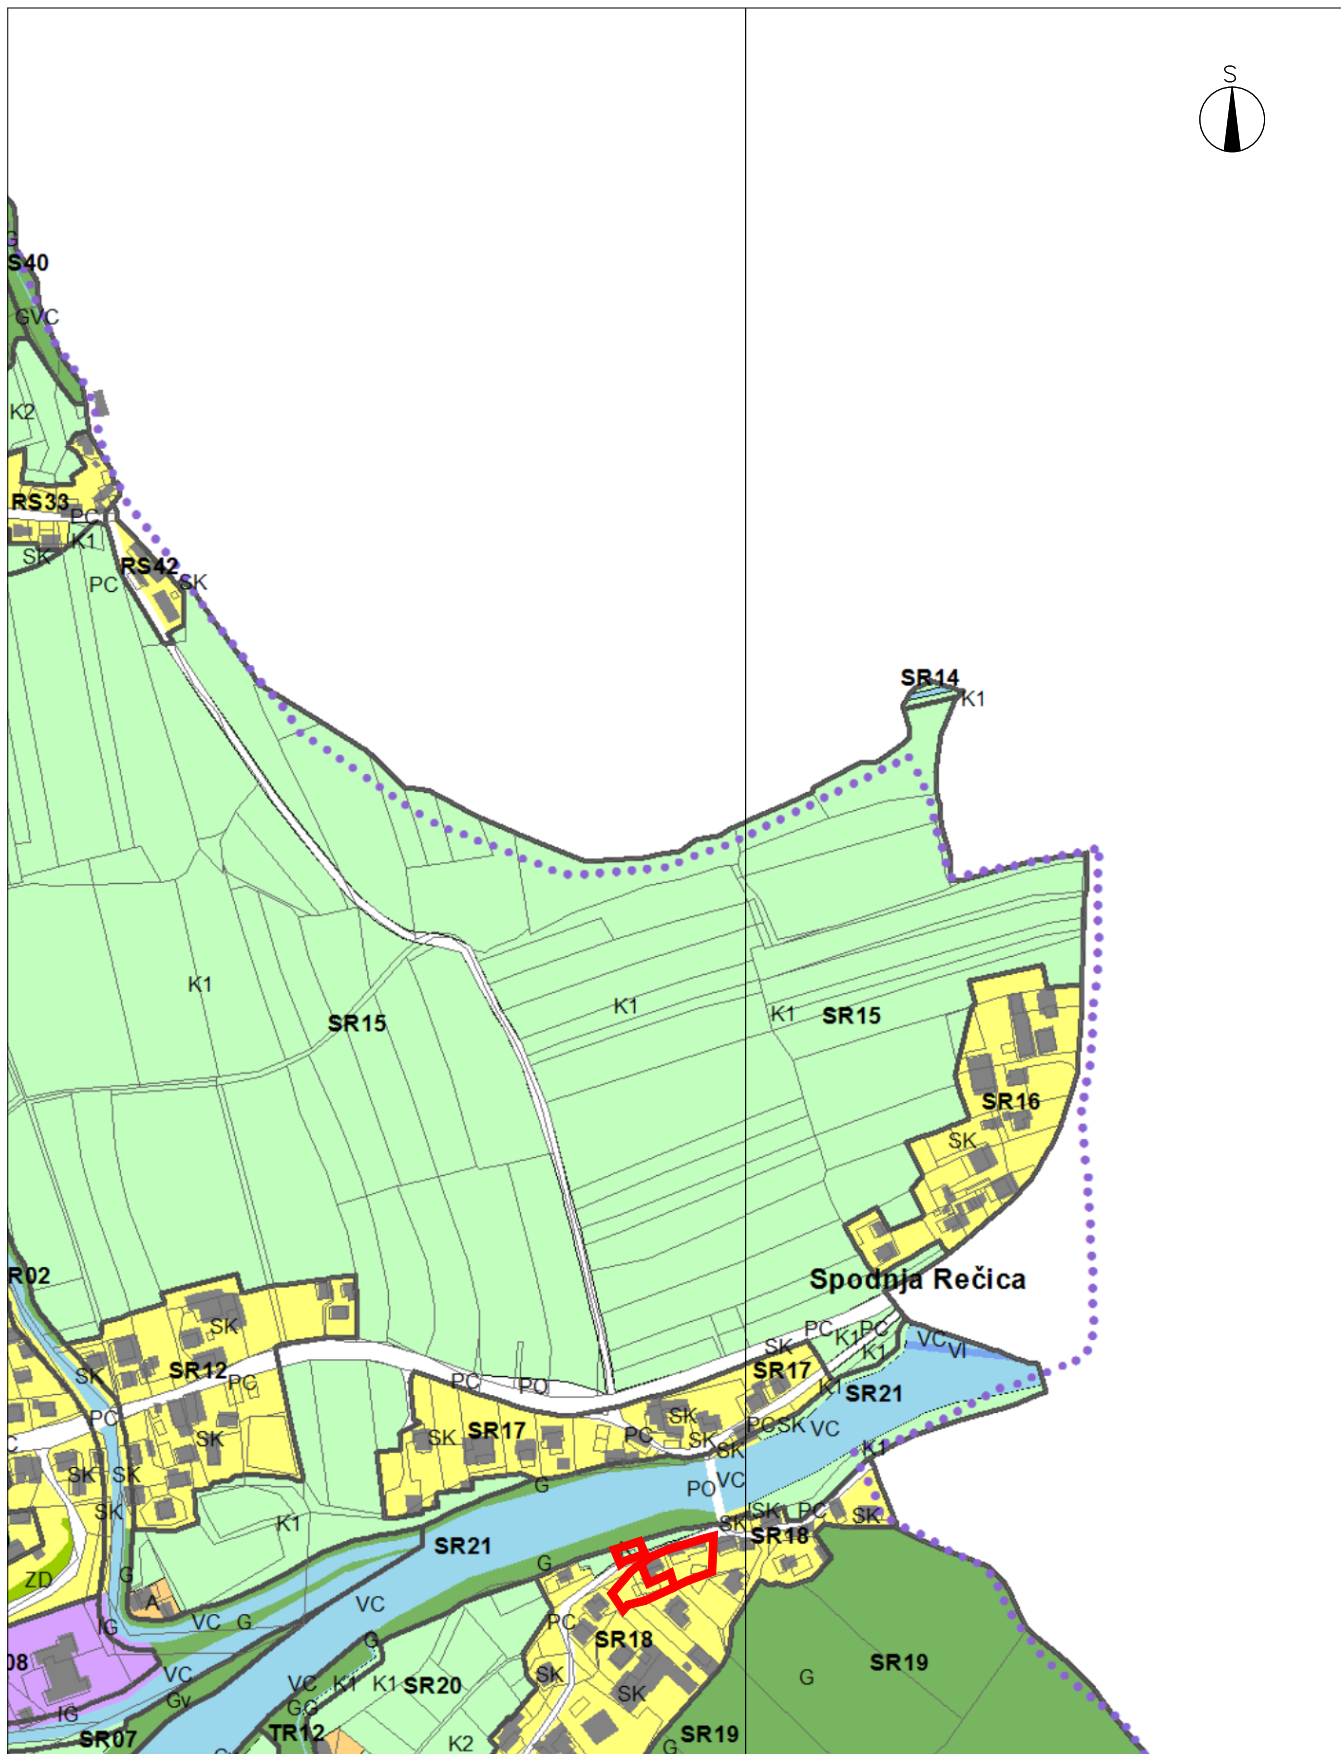 S
G
S40
GVC
K2
RS33
PC
K1
SK
RS42
PC
SK
SR14
K1
K1
SR15
K1
K1
SR15
SR16
SK
R02
Spodnja Rečica
SK
SK
SR12
PC
PC
SK
SK
SK
SK
PC
PO
SR17
SK
SK
PC
K1
PC
K1
SR17
K1
VC
VI
SR21
SK
PC
SK
SK
PC
SK
VC
K1
G
PO
VC
SK
SK
PC
SK
SR18
K1
SR21
G
VC
G
ZD
A
VC
G
IG
08
VC
Gv
IG
SR07
PC
SR18
SK
SK
G
VC
K1
K1
SR20
GG
TR12
K2
SR19
G
SR19
G